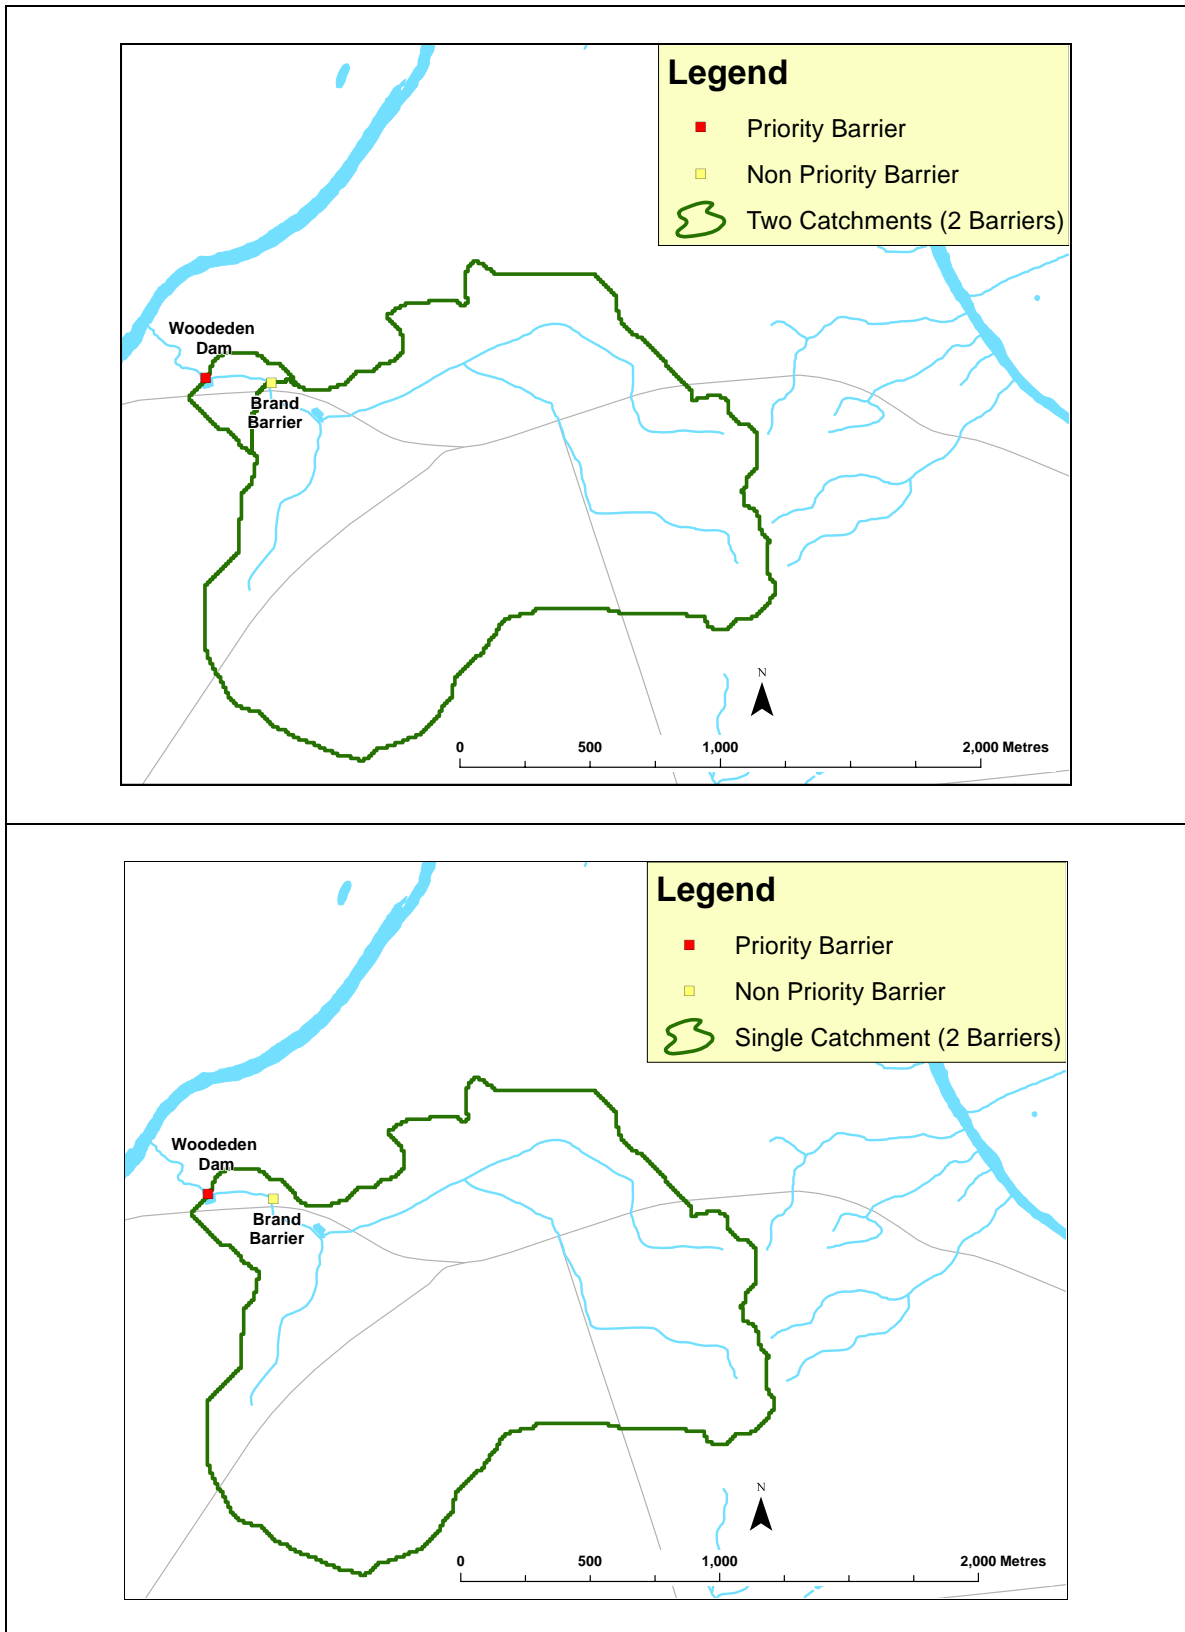 Legend
Priority Barrier
Non Priority Barrier
Two Catchments (2 Barriers)
Woodeden
Dam
Brand
Barrier
N
0 500 1,000 2,000 Metres
Legend
Priority Barrier
Non Priority Barrier
Single Catchment (2 Barriers)
Woodeden
Dam
Brand
Barrier
N
0 500 1,000 2,000 Metres